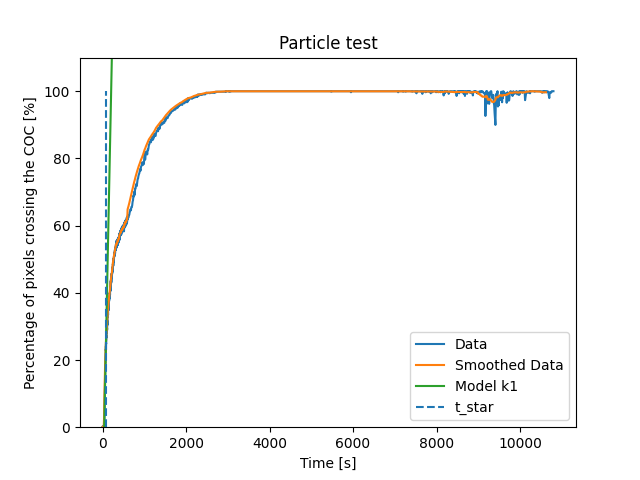 Particle test
Percentage of pixels crossing the COC [%]
100
80
60
40
20
0
0 2000 4000 6000 8000 10000
Time [s]
Data
Smoothed Data
Model k1
t_star